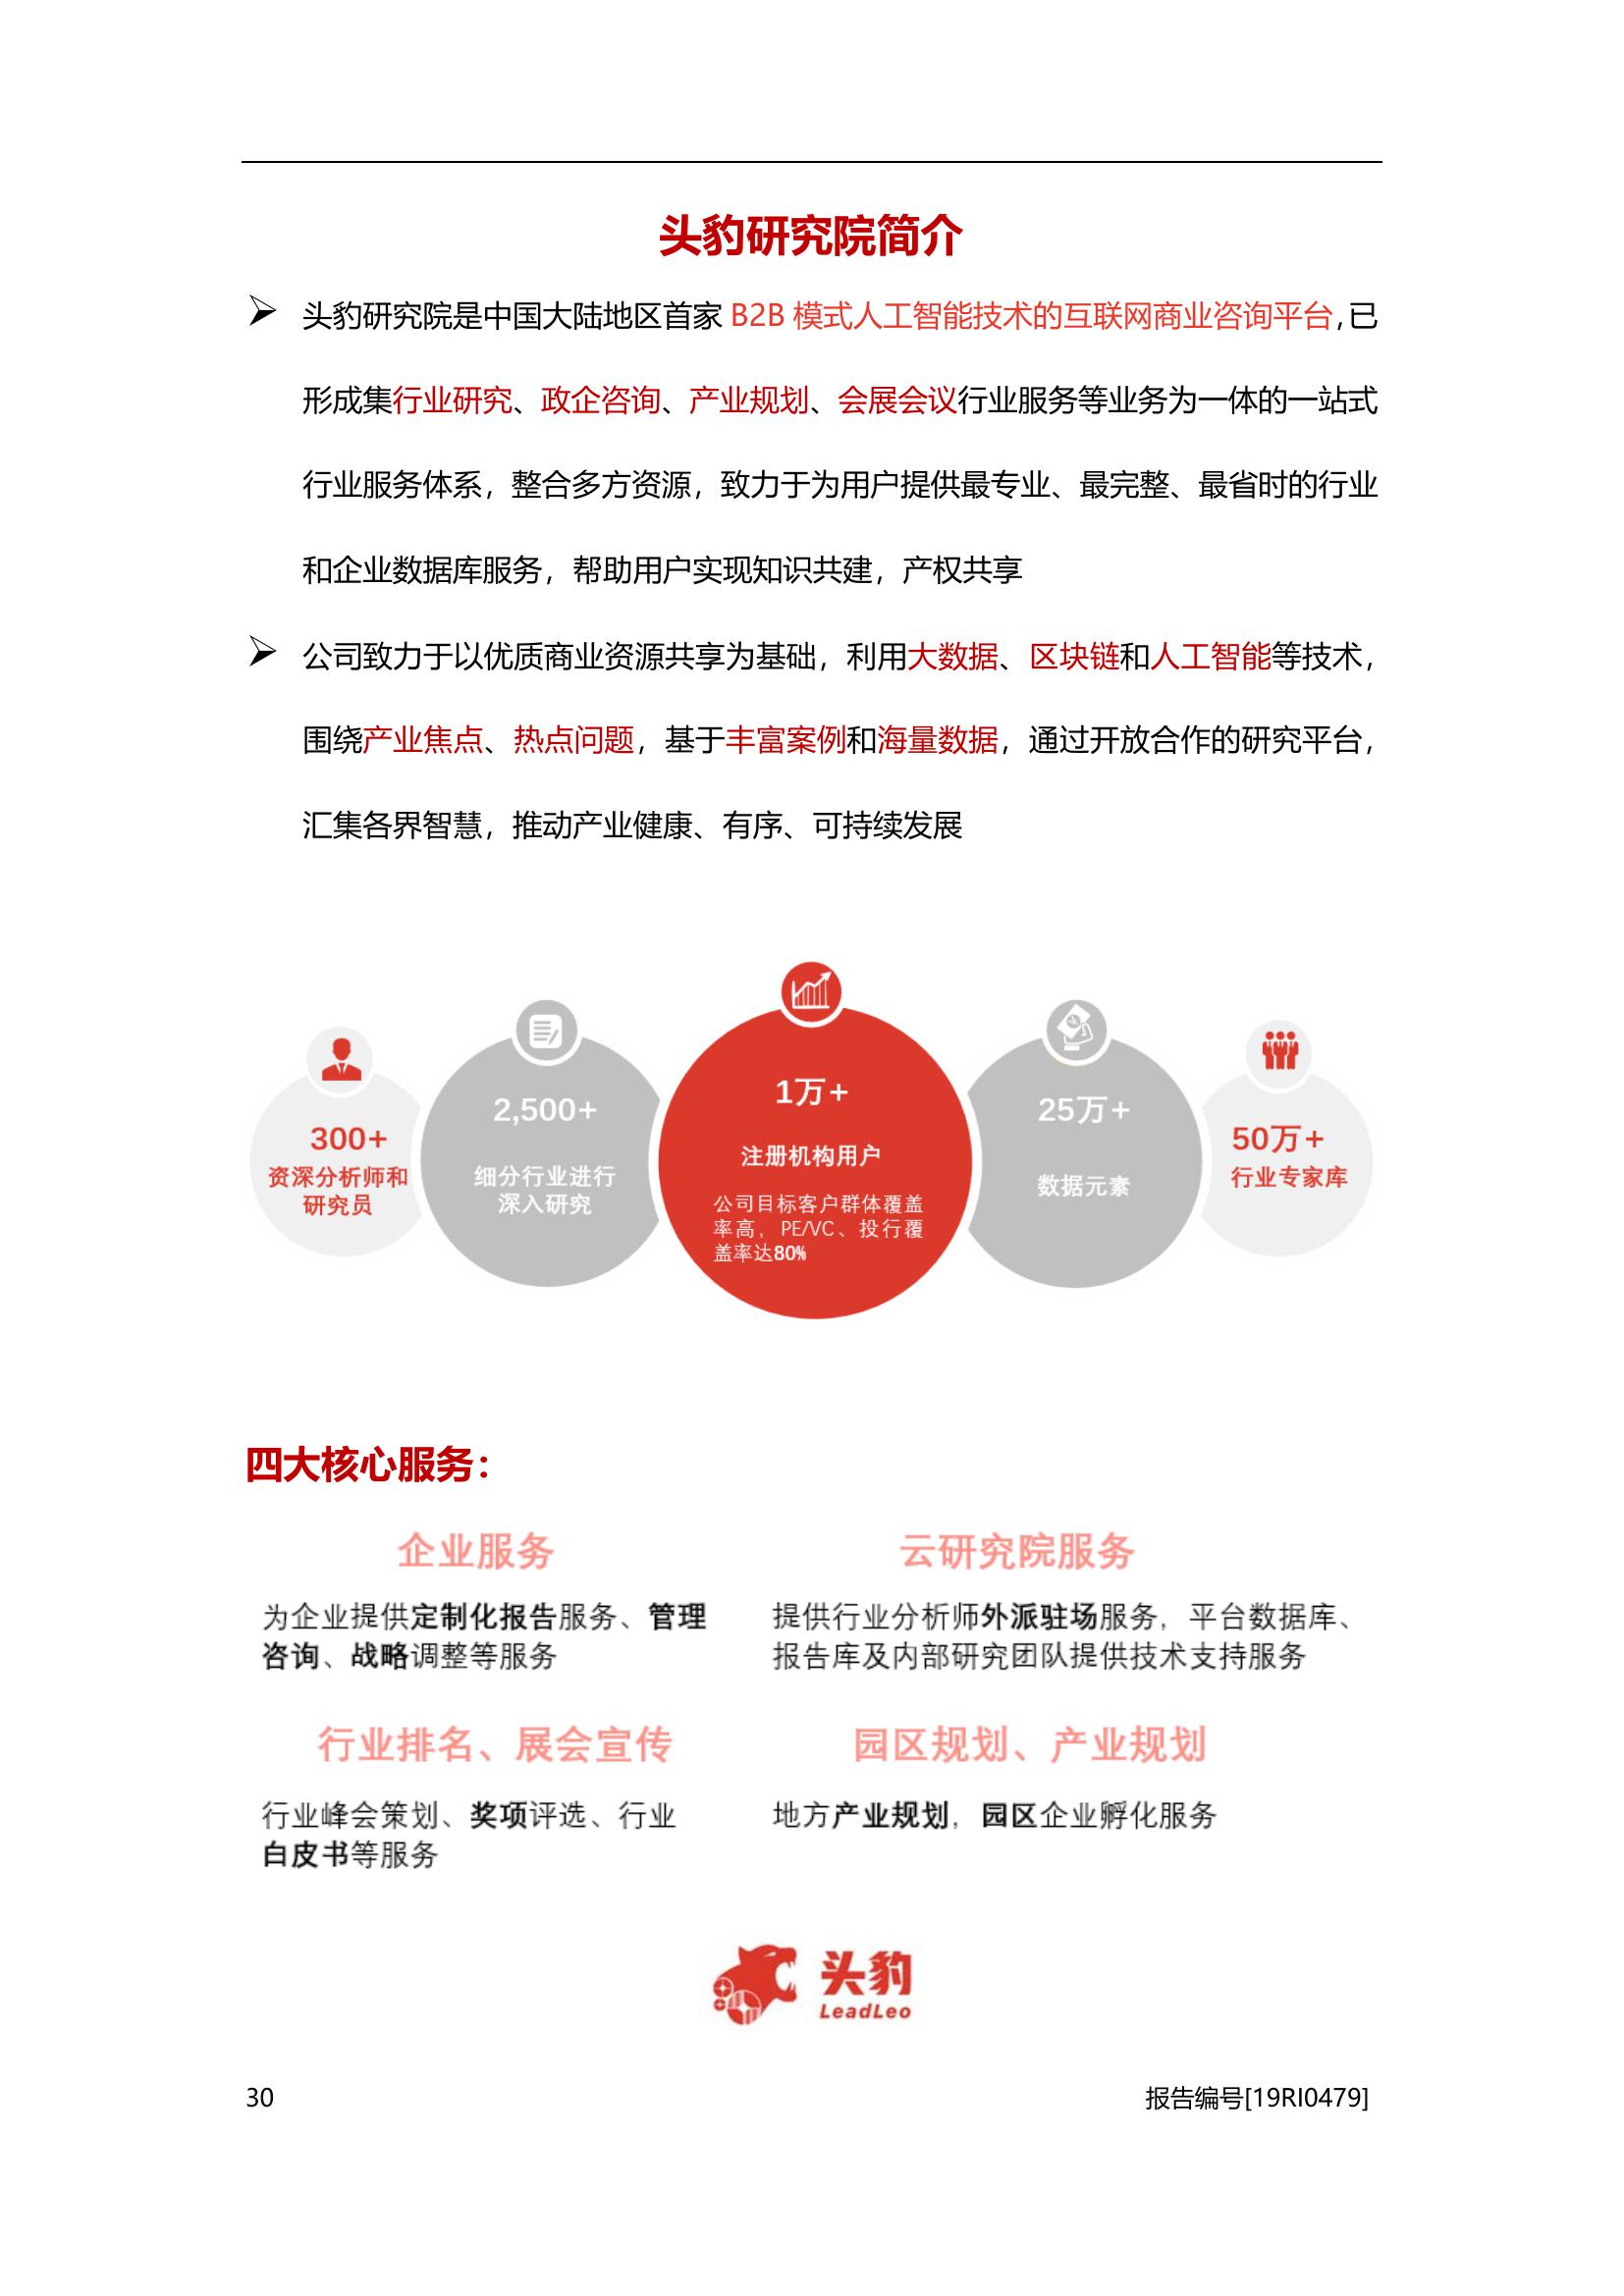 头豹研究院简介
➢ 头豹研究院是中国大陆地区首家 B2B 模式人工智能技术的互联网商业咨询平台，已
形成集行业研究、政企咨询、产业规划、会展会议行业服务等业务为一体的一站式
行业服务体系，整合多方资源，致力于为用户提供最专业、最完整、最省时的行业
和企业数据库服务，帮助用户实现知识共建，产权共享
➢ 公司致力于以优质商业资源共享为基础，利用大数据、区块链和人工智能等技术，
围绕产业焦点、热点问题，基于丰富案例和海量数据，通过开放合作的研究平台，
汇集各界智慧，推动产业健康、有序、可持续发展
300+
资深分析师和
研究员
2,500+
细分行业进行
深入研究
1万+
注册机构用户
公司目标客户群体覆盖
率高，PE/VC、投行覆
盖率达80%
25万+
数据元素
50万+
行业专家库
四大核心服务：
企业服务
为企业提供定制化报告服务、管理
咨询、战略调整等服务
云研究院服务
提供行业分析师外派驻场服务，平台数据库、
报告库及内部研究团队提供技术支持服务
行业排名、展会宣传
行业峰会策划、奖项评选、行业
白皮书等服务
园区规划、产业规划
地方产业规划，园区企业孵化服务
头豹
LeadLeo
30
报告编号[19RI0479]